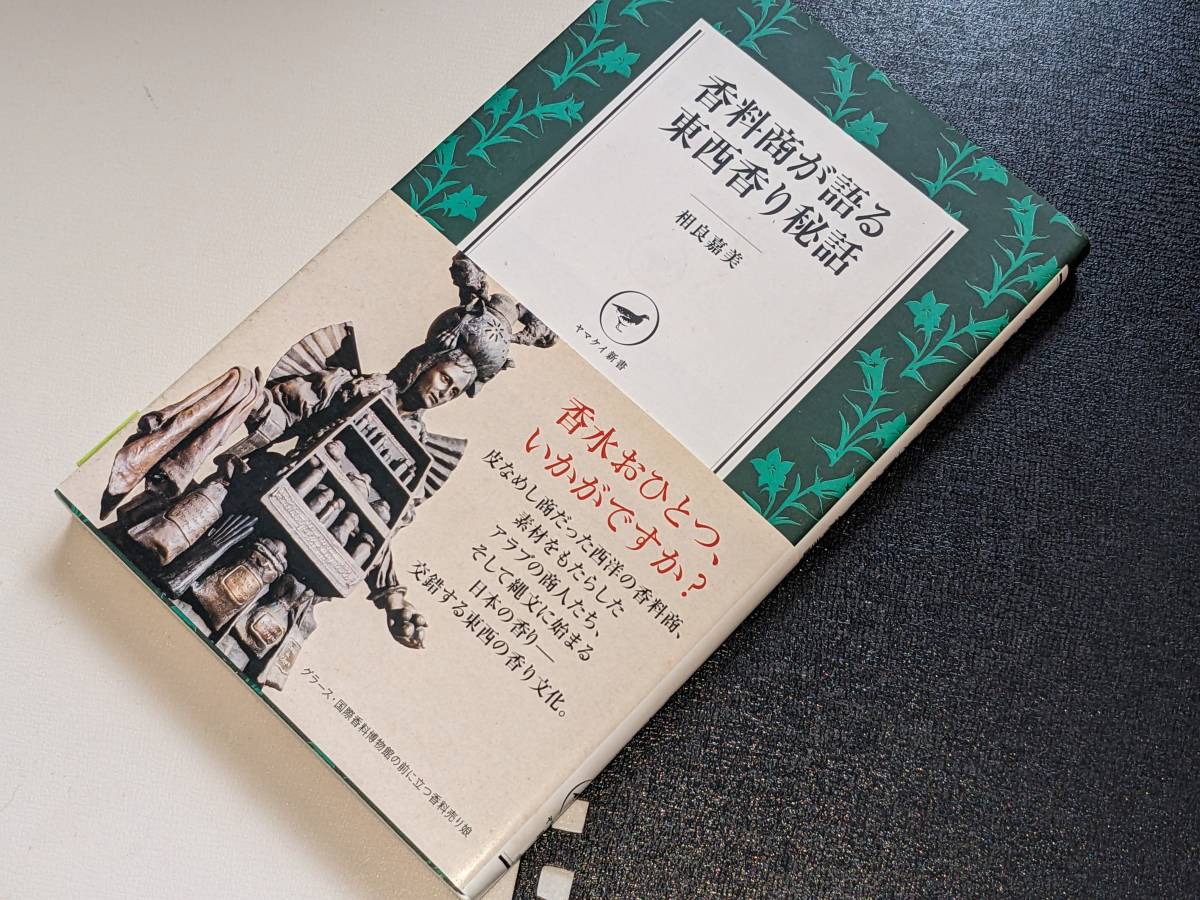 香料商が語る
東西香り秘話
相良嘉美
ヤマケイ新書
香水おひとつ、
いかがですか?
皮なめし商だった西洋の香料商、
素材をもたらした
アラブの商人たち、
そして縄文に始まる
日本の香り―
交錯する東西の香り文化。
グラース・国際香料博物館の前に立つ香料売り娘